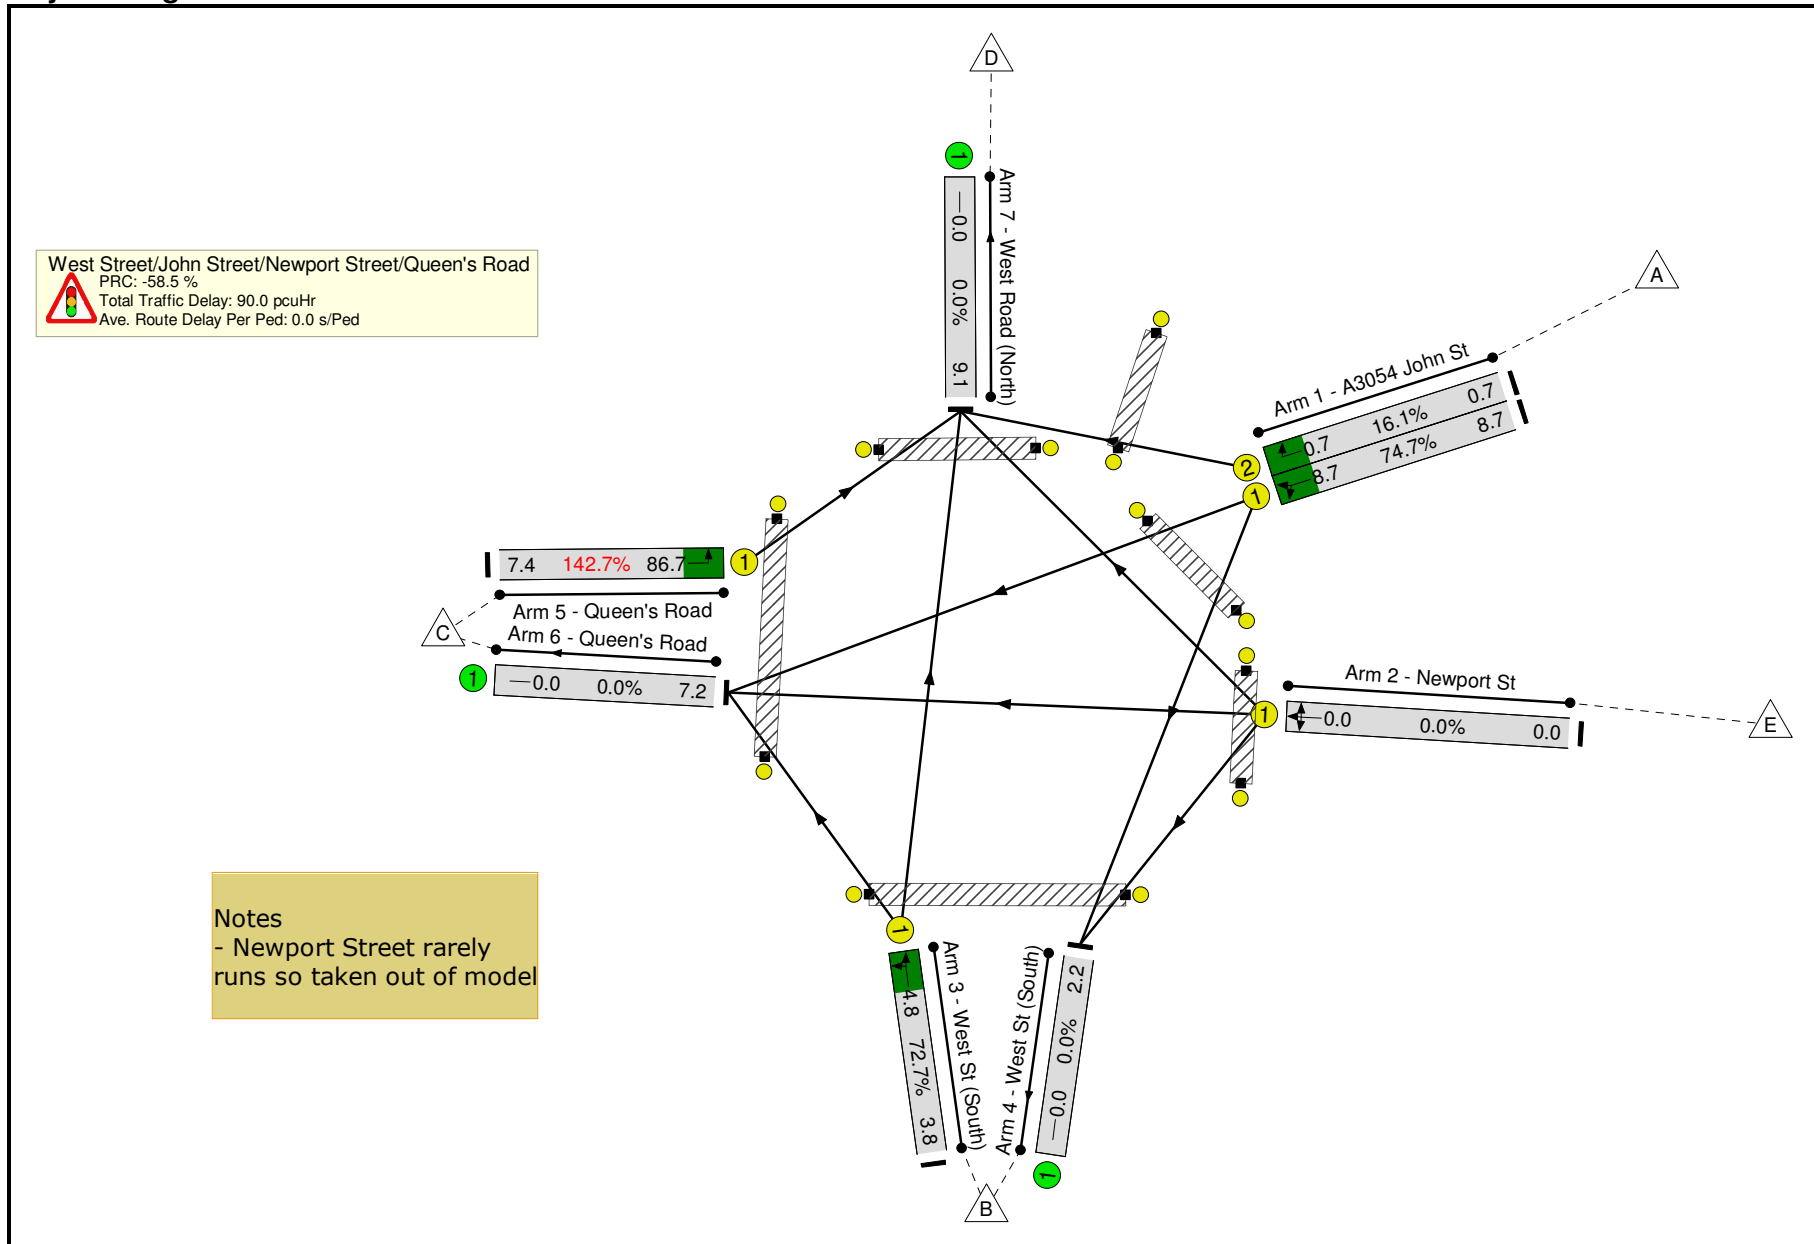 D
1
0.0 0.0% 9.1
Arm 7 - West Road (North)
West Street/John Street/Newport Street/Queen's Road
PRC: -58.5 %
Total Traffic Delay: 90.0 pcuHr
Ave. Route Delay Per Ped: 0.0 s/Ped
A
Arm 1 - A3054 John St
0.7 16.1% 0.7
8.7 74.7% 8.7
2
1
7.4 142.7% 86.7
1
Arm 5 - Queen's Road
C
Arm 6 - Queen's Road
1
0.0 0.0% 7.2
Arm 2 - Newport St
1
0.0 0.0% 0.0
E
Notes
- Newport Street rarely
runs so taken out of model
1
4.8 72.7% 3.8
Arm 3 - West St (South)
Arm 4 - West St (South)
0.0 0.0% 2.2
1
B